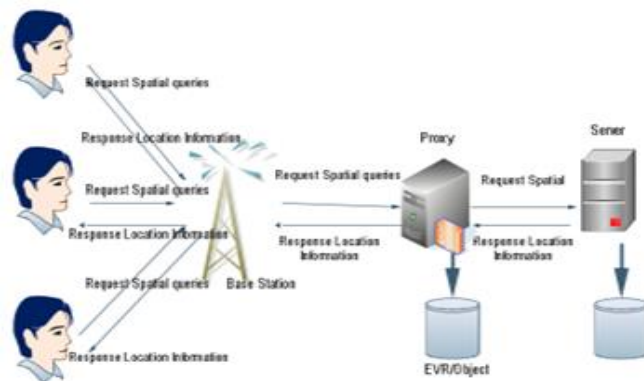 Request Spatial queries
Response Location Information
Request Spatial queries
Response Location Information
Request Spatial queries
Response Location Information
Base Station
Request Spatial queries
Response Location
Information
Proxy
Request Spatial
Response Location
Information
Server
EVR/Object